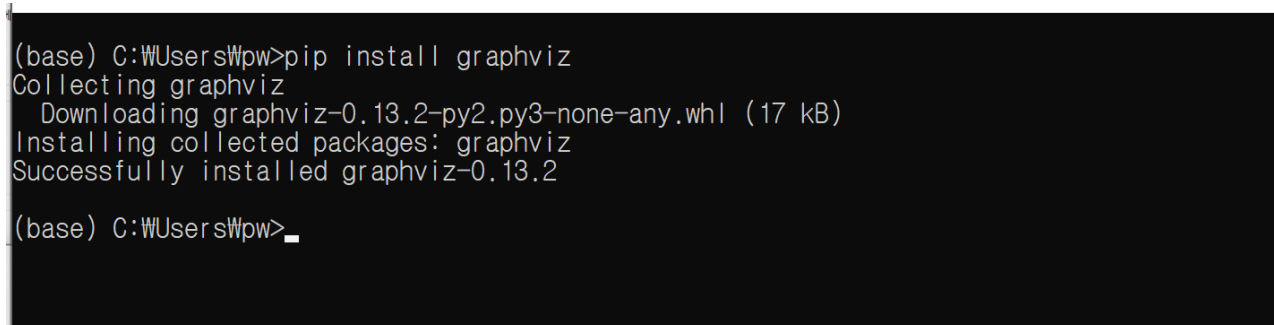 (base) C:₩Users₩pw>pip install graphviz
Collecting graphviz
  Downloading graphviz-0.13.2-py2.py3-none-any.whl (17 kB)
Installing collected packages: graphviz
Successfully installed graphviz-0.13.2
(base) C:₩Users₩pw>